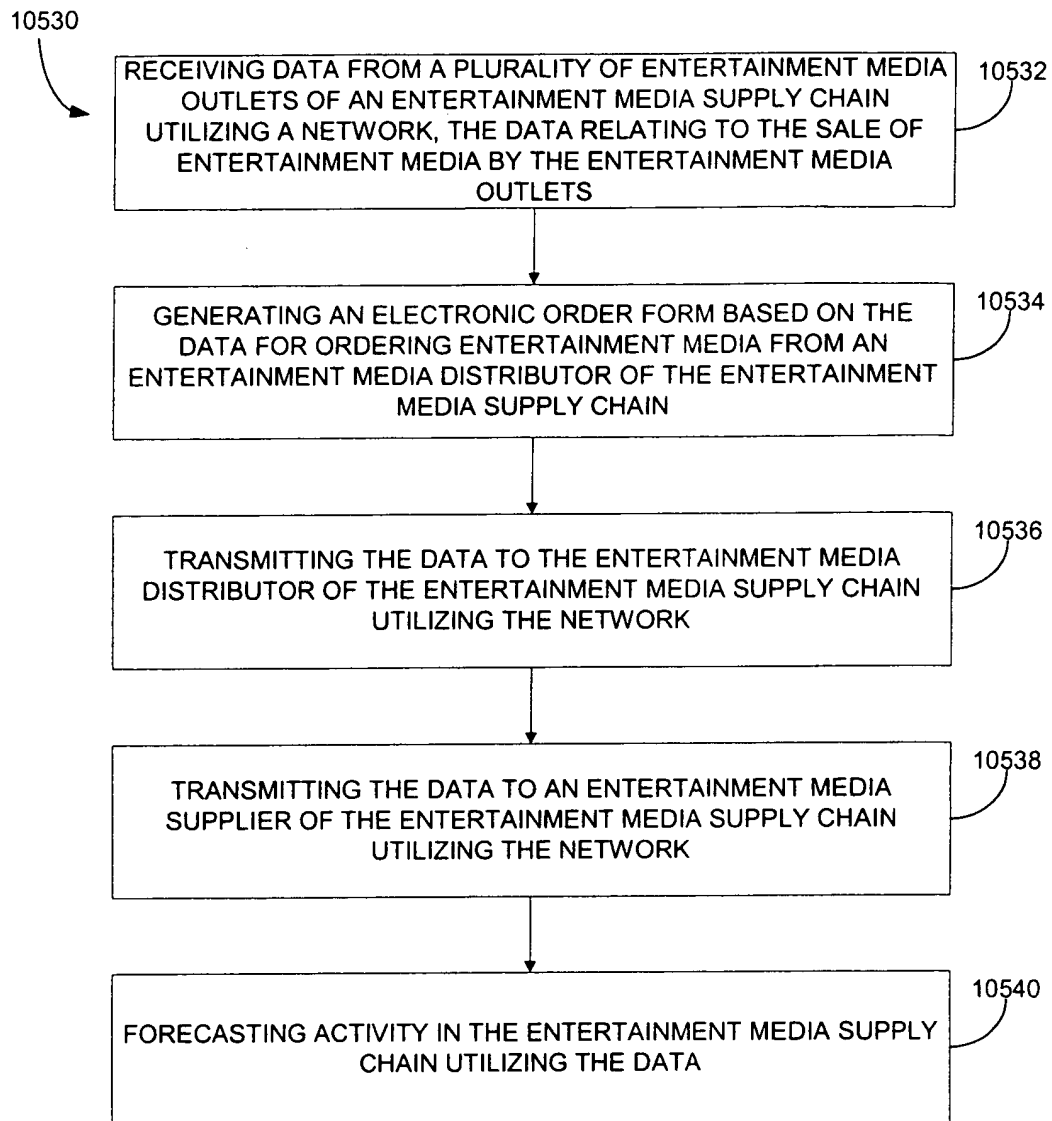 10530
RECEIVING DATA FROM A PLURALITY OF ENTERTAINMENT MEDIA
OUTLETS OF AN ENTERTAINMENT MEDIA SUPPLY CHAIN
UTILIZING A NETWORK, THE DATA RELATING TO THE SALE OF
ENTERTAINMENT MEDIA BY THE ENTERTAINMENT MEDIA
OUTLETS
10532
GENERATING AN ELECTRONIC ORDER FORM BASED ON THE
DATA FOR ORDERING ENTERTAINMENT MEDIA FROM AN
ENTERTAINMENT MEDIA DISTRIBUTOR OF THE ENTERTAINMENT
MEDIA SUPPLY CHAIN
10534
TRANSMITTING THE DATA TO THE ENTERTAINMENT MEDIA
DISTRIBUTOR OF THE ENTERTAINMENT MEDIA SUPPLY CHAIN
UTILIZING THE NETWORK
10536
TRANSMITTING THE DATA TO AN ENTERTAINMENT MEDIA
SUPPLIER OF THE ENTERTAINMENT MEDIA SUPPLY CHAIN
UTILIZING THE NETWORK
10538
FORECASTING ACTIVITY IN THE ENTERTAINMENT MEDIA SUPPLY
CHAIN UTILIZING THE DATA
10540